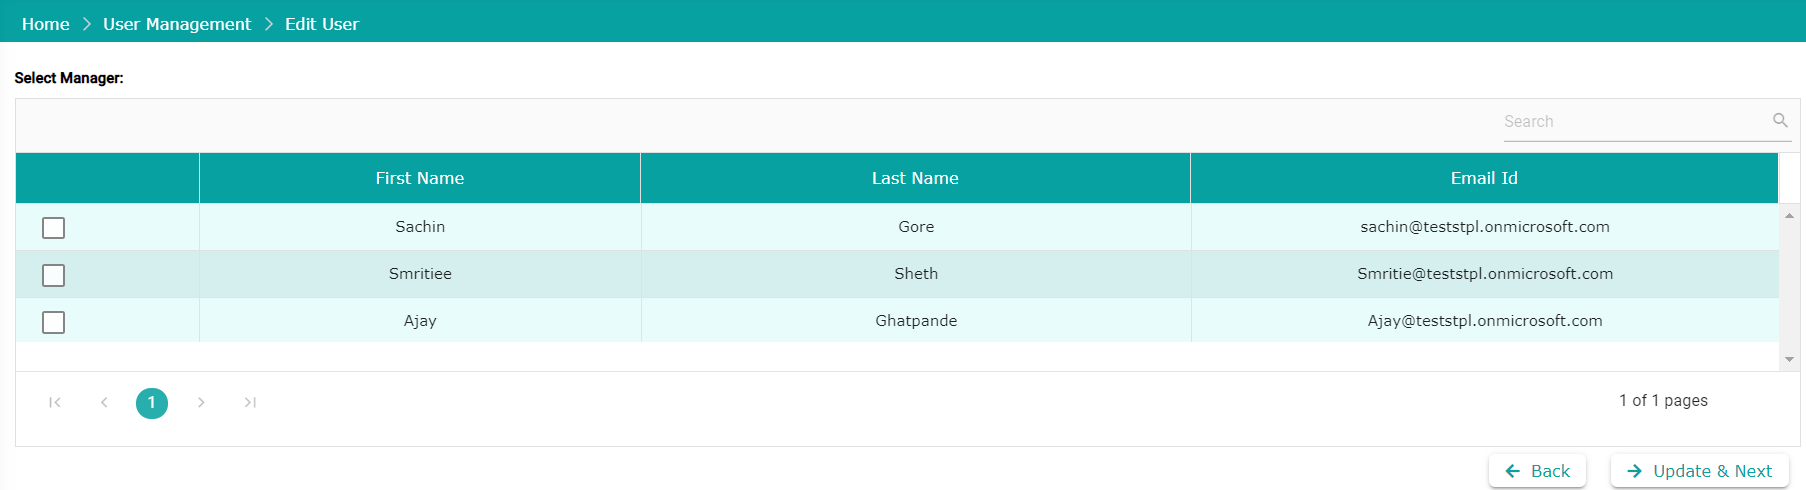 Home > User Management > Edit User
Select Manager:
Search
First Name Last Name Email Id
Sachin Gore sachin@teststpl.onmicrosoft.com
Smritiee Sheth Smritie@teststpl.onmicrosoft.com
Ajay Ghatpande Ajay@teststpl.onmicrosoft.com
1 1 of 1 pages
Back Update & Next